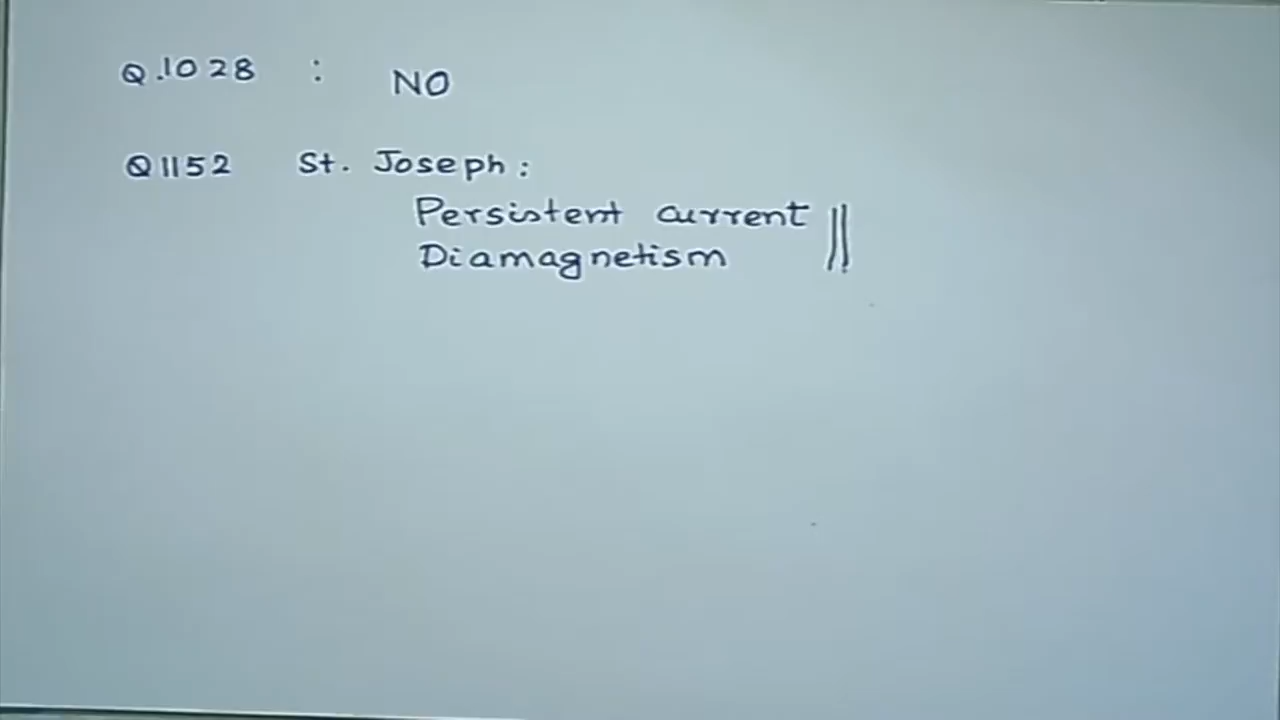 Q.1028 : NO
Q1152 St. Joseph:
Persistent current
Diamagnetism